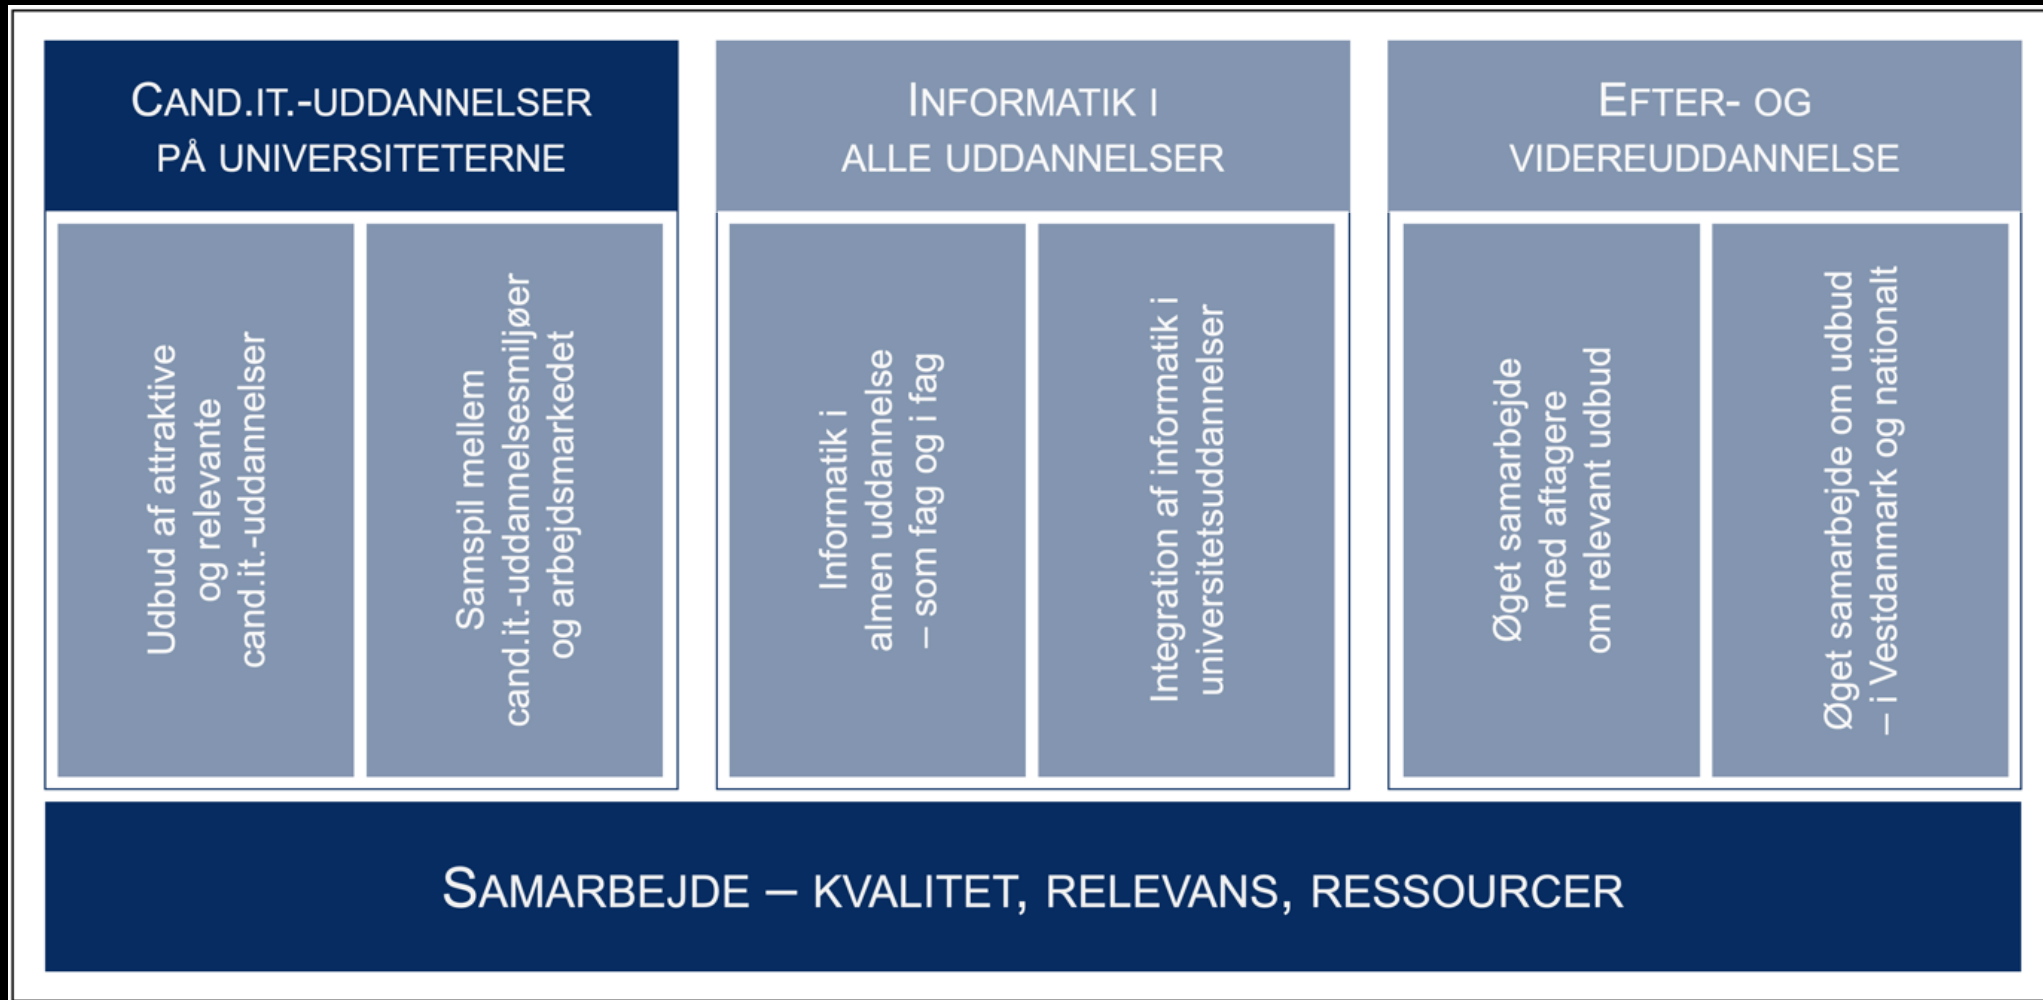 CAND.IT.-UDDANNELSER
PÅ UNIVERSITETERNE
Udbud af attraktive
og relevante
cand.it.-uddannelser
Samspil mellem
cand.it.-uddannelsesmiljøer
og arbejdsmarkedet
INFORMATIK I
ALLE UDDANNELSER
Informatik i
almen uddannelse
– som fag og i fag
Integration af informatik i
universitetsuddannelser
EFTER- OG
VIDEREUDDANNELSE
Øget samarbejde
med aftagere
om relevant udbud
Øget samarbejde om udbud
– i Vestdanmark og nationalt
SAMARBEJDE – KVALITET, RELEVANS, RESSOURCER